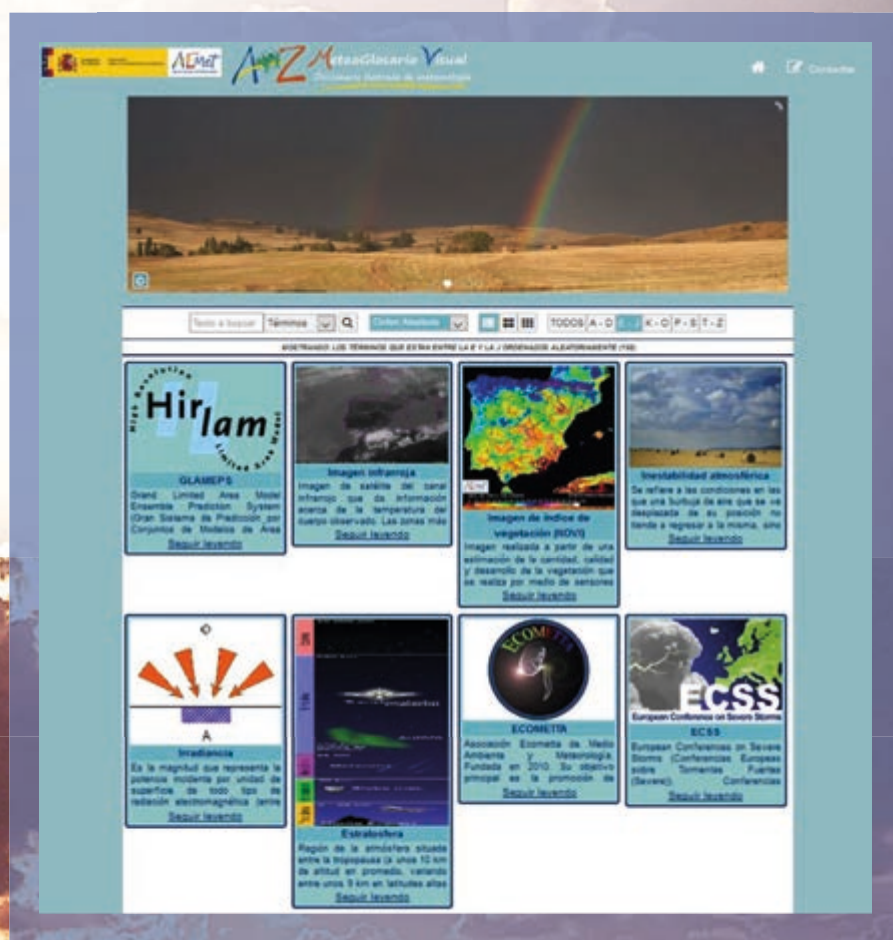 AEmet
A Z MeteoGlosario Visual
Diccionario ilustrado de meteorología
Consultar
Texto a buscar Términos Orden Aleatorio TODOS A - D E - J K - O P - S T - Z
MOSTRANDO: LOS TÉRMINOS QUE ESTÁN ENTRE LA E Y LA J ORDENADOS ALEATORIAMENTE
High Resolution
Hirlam
Limited Area Model
GLAMEPS
Grand Limited Area Model
Ensemble Prediction System
(Gran Sistema de Predicción por
Conjuntos de Modelos de Área
Seguir leyendo
Imagen infrarroja
Imagen de satélite del canal
infrarrojo que da información
acerca de la temperatura del
cuerpo observado. Las zonas más
Seguir leyendo
AEmet
Imagen de índice de
vegetación (NDVI)
Imagen realizada a partir de una
estimación de la cantidad, calidad
y desarrollo de la vegetación que
se realiza por medio de sensores
Seguir leyendo
Inestabilidad atmosférica
Se refiere a las condiciones en las
que una burbuja de aire que se ve
desplazada de su posición no
tiende a regresar a la misma, sino
Seguir leyendo
A
Irradiancia
Es la magnitud que representa la
potencia incidente por unidad de
superficie de todo tipo de
radiación electromagnética (entre
Seguir leyendo
Estratosfera
Región de la atmósfera situada
entre la tropopausa (a unos 10 km
de altitud en promedio, variando
entre unos 9 km en latitudes altas
Seguir leyendo
ECOMETTA
ECOMETTA
Asociación Ecometta de Medio
Ambiente y Meteorología.
Fundada en 2010. Su objetivo
principal es la promoción de
Seguir leyendo
ECSS
European Conference on Severe Storms
ECSS
European Conferences on Severe
Storms (Conferencias Europeas
sobre Tormentas Fuertes
(Severe)). Conferencias
Seguir leyendo